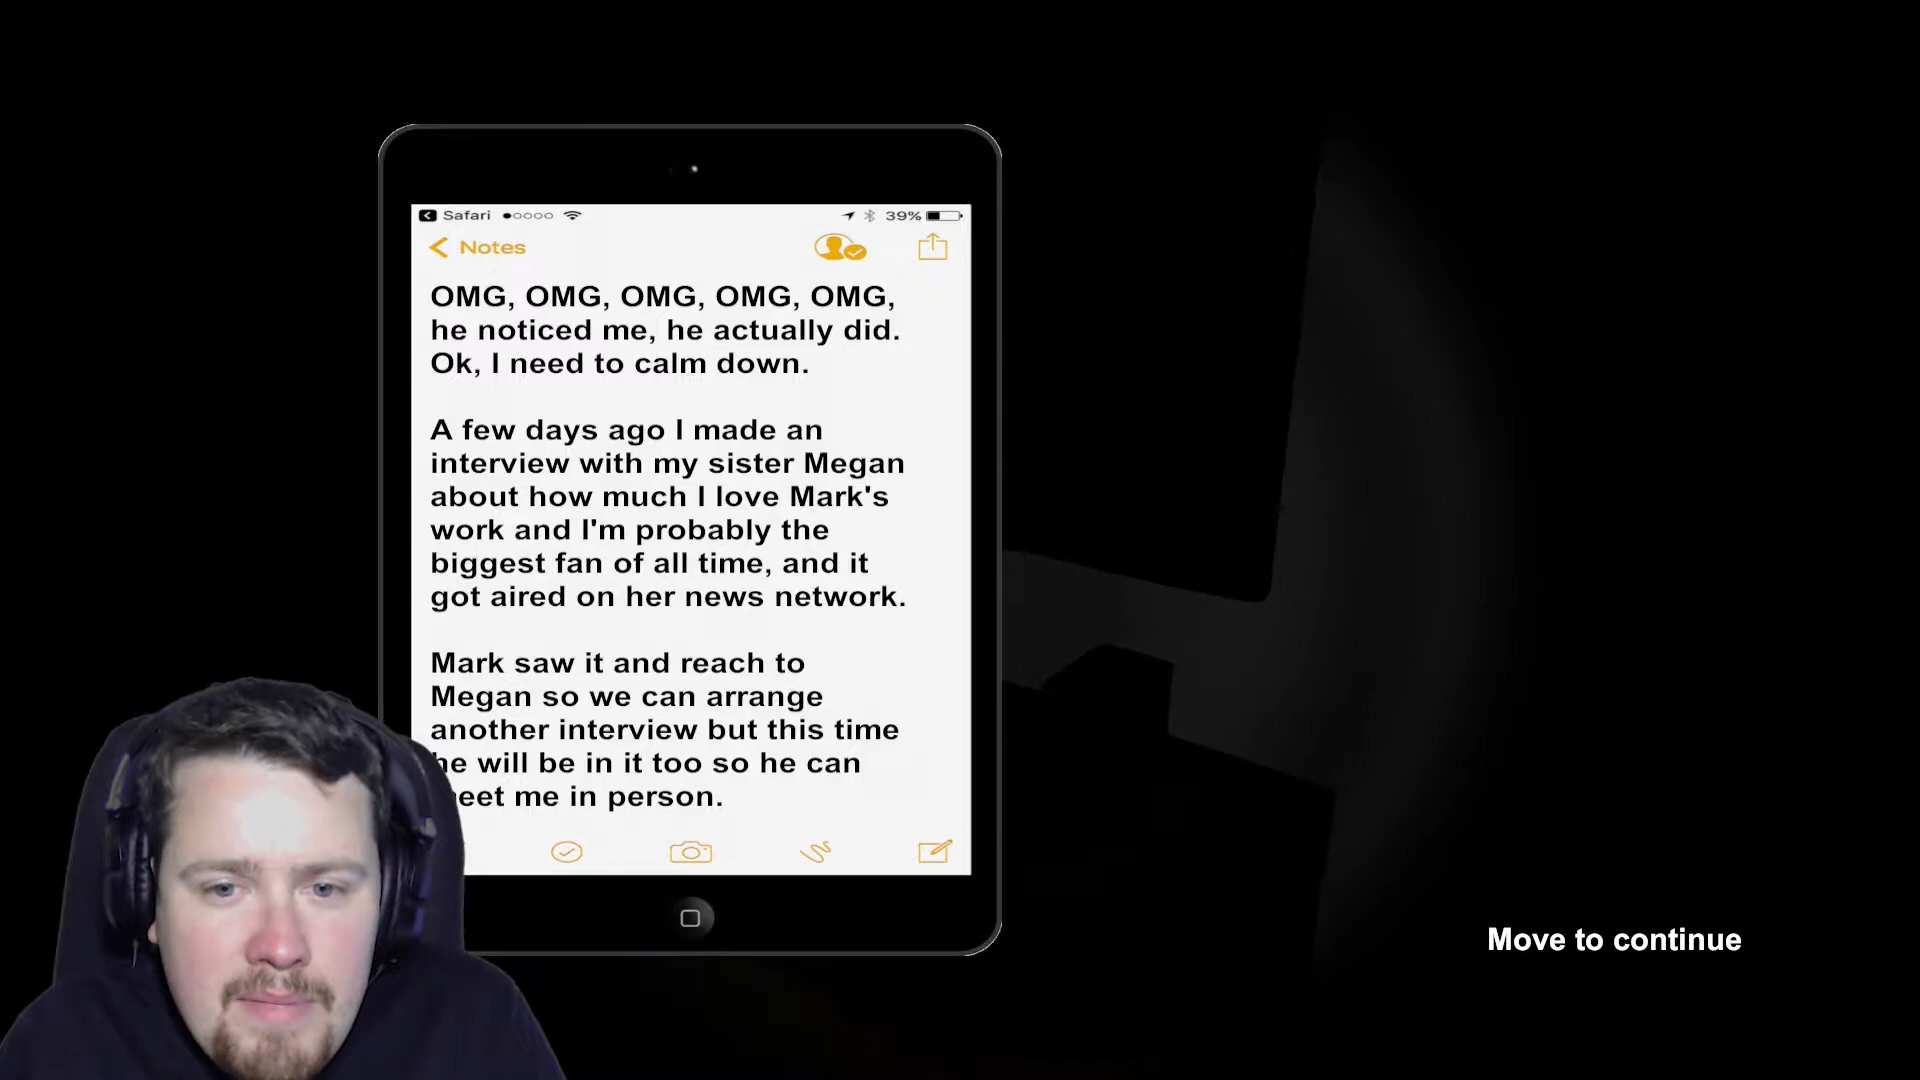 Safari
39%
Notes
OMG, OMG, OMG, OMG, OMG,
he noticed me, he actually did.
Ok, I need to calm down.
A few days ago I made an
interview with my sister Megan
about how much I love Mark's
work and I'm probably the
biggest fan of all time, and it
got aired on her news network.
Mark saw it and reach to
Megan so we can arrange
another interview but this time
he will be in it too so he can
meet me in person.
Move to continue